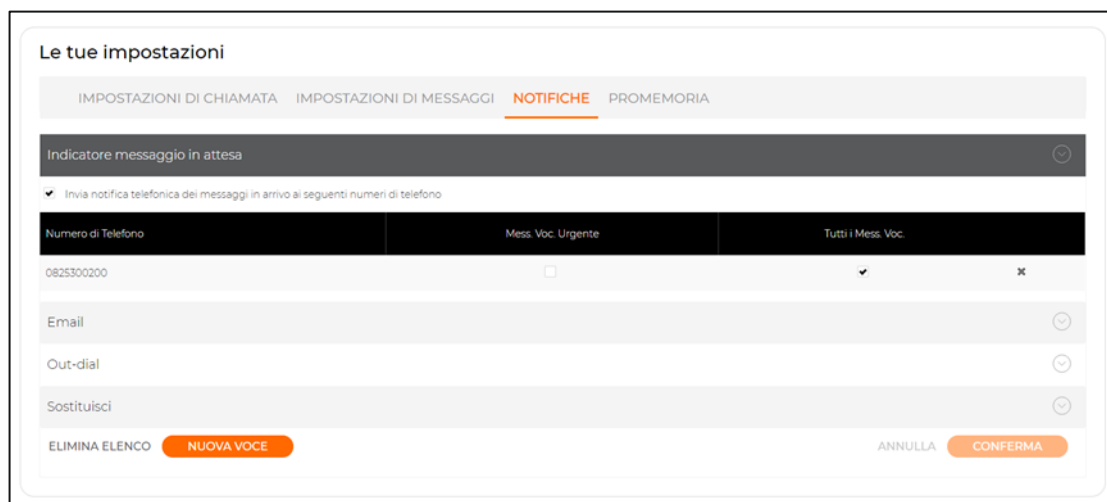 Le tue impostazioni
IMPOSTAZIONI DI CHIAMATA IMPOSTAZIONI DI MESSAGGI NOTIFICHE PROMEMORIA
Indicatore messaggio in attesa
Invia notifica telefonica dei messaggi in arrivo ai seguenti numeri di telefono
Numero di Telefono Mess. Voc. Urgente Tutti i Mess. Voc.
0825300200
Email
Out-dial
Sostituisci
ELIMINA ELENCO NUOVA VOCE ANNULLA CONFERMA